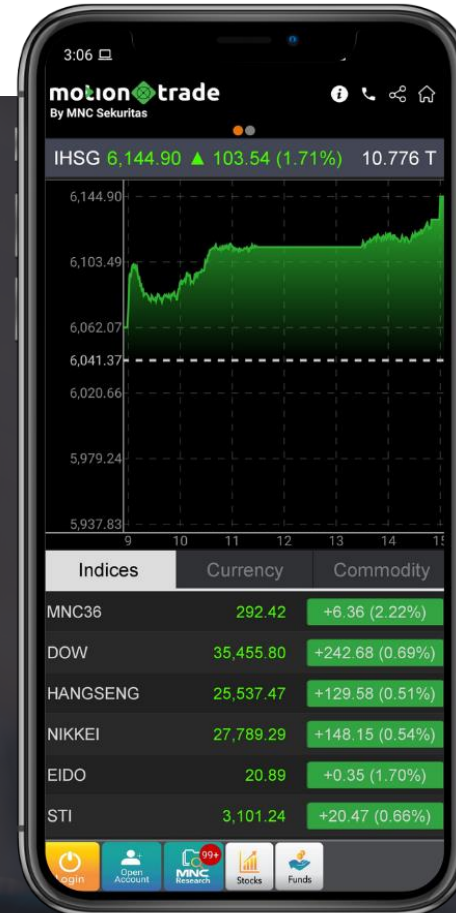 3:06
motion trade
By MNC Sekuritas
IHSG 6,144.90 ▲ 103.54 (1.71%) 10.776 T
6,144.90
6,103.49
6,062.07
6,041.37
6,020.66
5,979.24
5,937.83
9 10 11 12 13 14 15
Indices Currency Commodity
MNC36 292.42 +6.36 (2.22%)
DOW 35,455.80 +242.68 (0.69%)
HANGSENG 25,537.47 +129.58 (0.51%)
NIKKEI 27,789.29 +148.15 (0.54%)
EIDO 20.89 +0.35 (1.70%)
STI 3,101.24 +20.47 (0.66%)
99+
Login Open Account MNC Research Stocks Funds